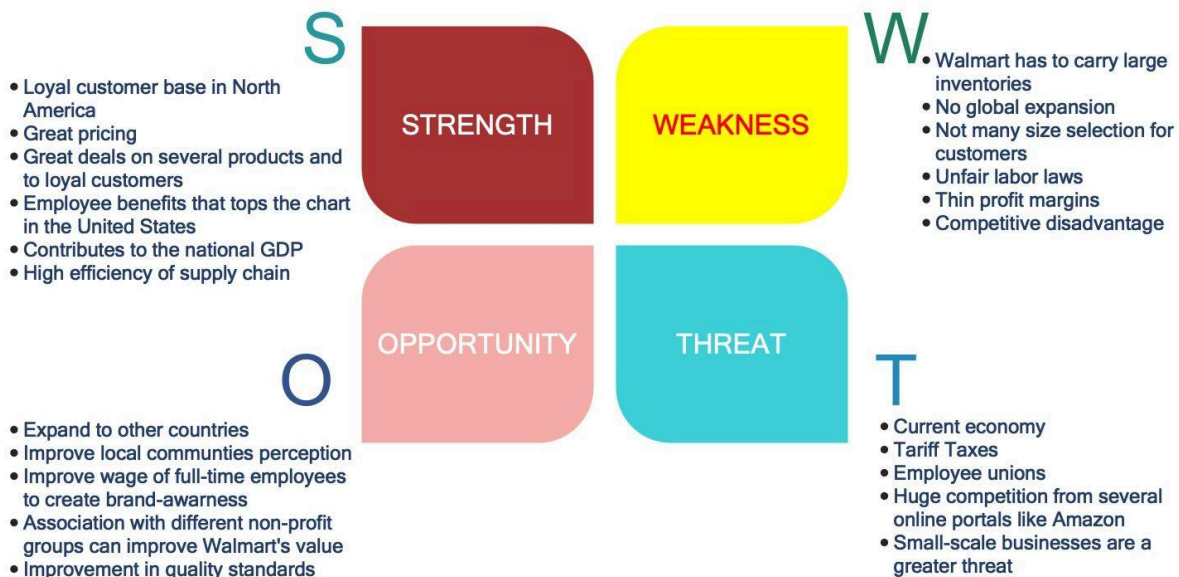 S
STRENGTH
• Loyal customer base in North
America
• Great pricing
• Great deals on several products and
to loyal customers
• Employee benefits that tops the chart
in the United States
• Contributes to the national GDP
• High efficiency of supply chain
W
WEAKNESS
• Walmart has to carry large
inventories
• No global expansion
• Not many size selection for
customers
• Unfair labor laws
• Thin profit margins
• Competitive disadvantage
O
OPPORTUNITY
• Expand to other countries
• Improve local communties perception
• Improve wage of full-time employees
to create brand-awarness
• Association with different non-profit
groups can improve Walmart's value
• Improvement in quality standards
T
THREAT
• Current economy
• Tariff Taxes
• Employee unions
• Huge competition from several
online portals like Amazon
• Small-scale businesses are a
greater threat